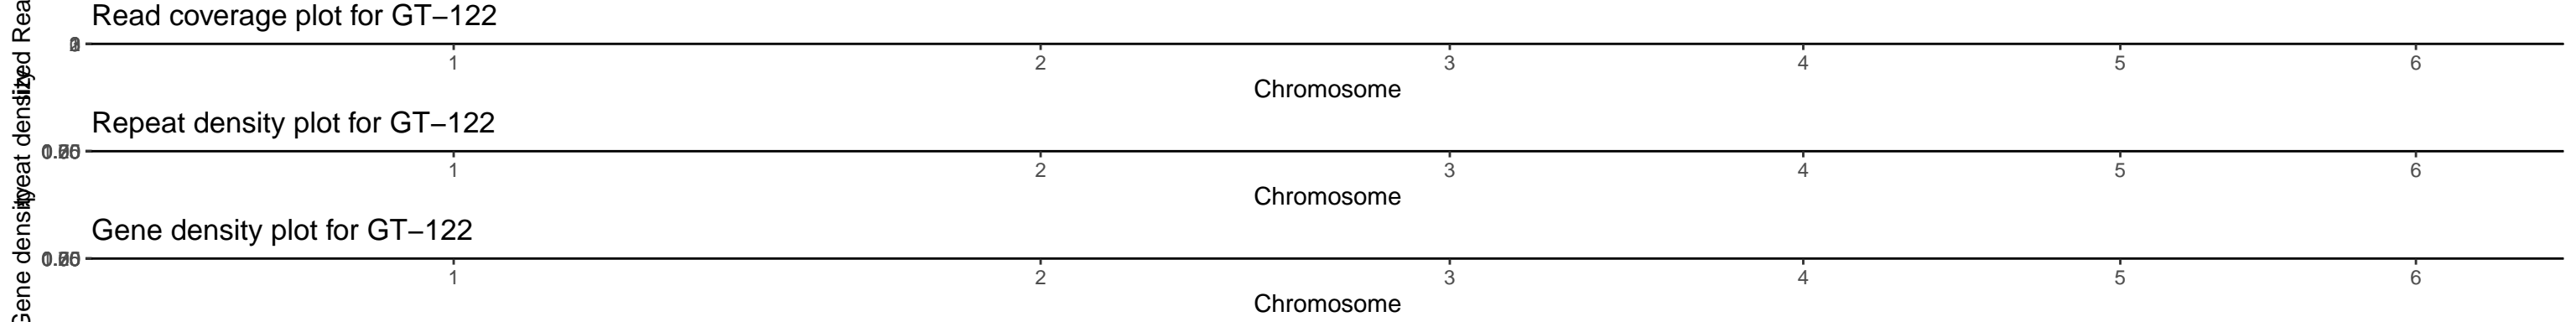 Read coverage plot for GT–122
1 2 3 4 5 6
Chromosome
Repeat density plot for GT–122
1 2 3 4 5 6
Chromosome
Gene density plot for GT–122
1 2 3 4 5 6
Chromosome
Gene density